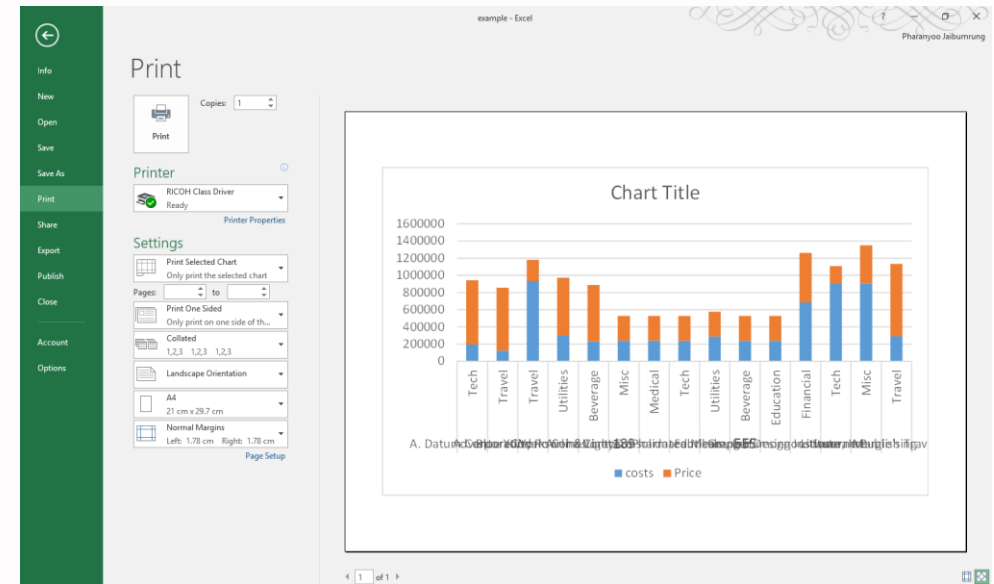 example - Excel
?
Pharanyoo Jaibumrung
Info
New
Open
Save
Save As
Print
Share
Export
Publish
Close
Account
Options
Print
Copies: 1
Print
Printer
RICOH Class Driver
Ready
Printer Properties
Settings
Print Selected Chart
Only print the selected chart
Pages: to
Print One Sided
Only print on one side of th...
Collated
1,2,3 1,2,3 1,2,3
Landscape Orientation
A4
21 cm x 29.7 cm
Normal Margins
Left: 1.78 cm Right: 1.78 cm
Page Setup
Chart Title
1600000
1400000
1200000
1000000
800000
600000
400000
200000
0
Tech
Travel
Travel
Utilities
Beverage
Misc
Medical
Tech
Utilities
Beverage
Education
Financial
Tech
Misc
Travel
A. Datum
costs Price
1 of 1